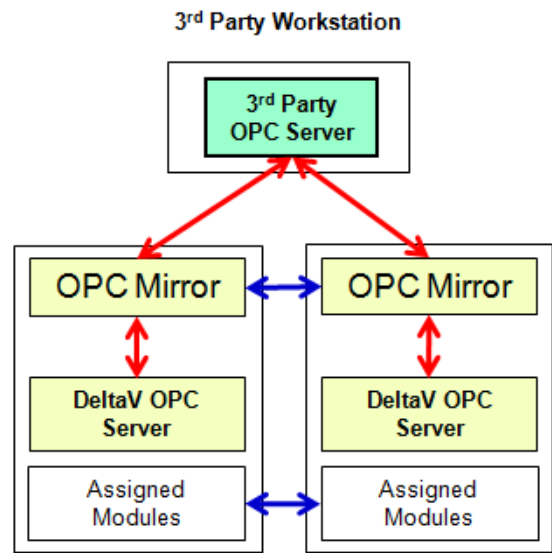 3rd Party Workstation
3rd Party
OPC Server
OPC Mirror
OPC Mirror
DeltaV OPC
Server
DeltaV OPC
Server
Assigned
Modules
Assigned
Modules